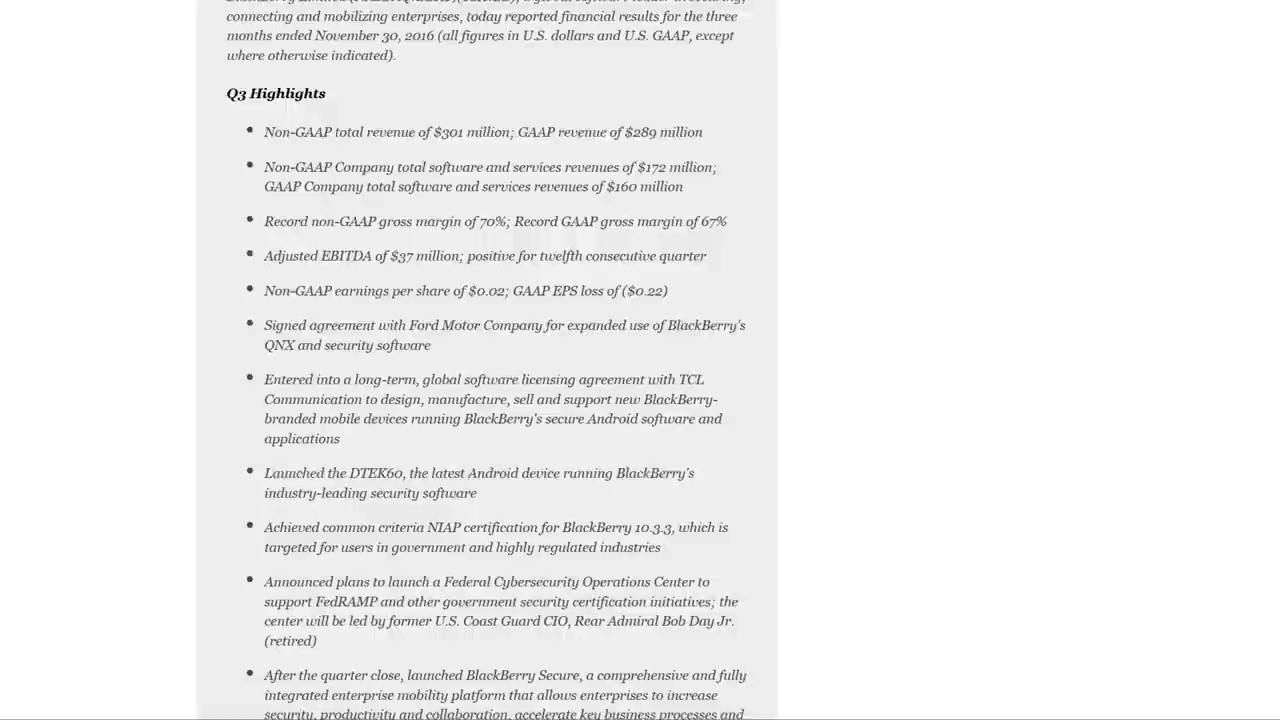 connecting and mobilizing enterprises, today reported financial results for the three
months ended November 30, 2016 (all figures in U.S. dollars and U.S. GAAP, except
where otherwise indicated).
Q3 Highlights
• Non-GAAP total revenue of $301 million; GAAP revenue of $289 million
• Non-GAAP Company total software and services revenues of $172 million;
GAAP Company total software and services revenues of $160 million
• Record non-GAAP gross margin of 70%; Record GAAP gross margin of 67%
• Adjusted EBITDA of $37 million; positive for twelfth consecutive quarter
• Non-GAAP earnings per share of $0.02; GAAP EPS loss of ($0.22)
• Signed agreement with Ford Motor Company for expanded use of BlackBerry's
QNX and security software
• Entered into a long-term, global software licensing agreement with TCL
Communication to design, manufacture, sell and support new BlackBerry-
branded mobile devices running BlackBerry's secure Android software and
applications
• Launched the DTEK60, the latest Android device running BlackBerry's
industry-leading security software
• Achieved common criteria NIAP certification for BlackBerry 10.3.3, which is
targeted for users in government and highly regulated industries
• Announced plans to launch a Federal Cybersecurity Operations Center to
support FedRAMP and other government security certification initiatives; the
center will be led by former U.S. Coast Guard CIO, Rear Admiral Bob Day Jr.
(retired)
• After the quarter close, launched BlackBerry Secure, a comprehensive and fully
integrated enterprise mobility platform that allows enterprises to increase
security, productivity and collaboration, accelerate key business processes and